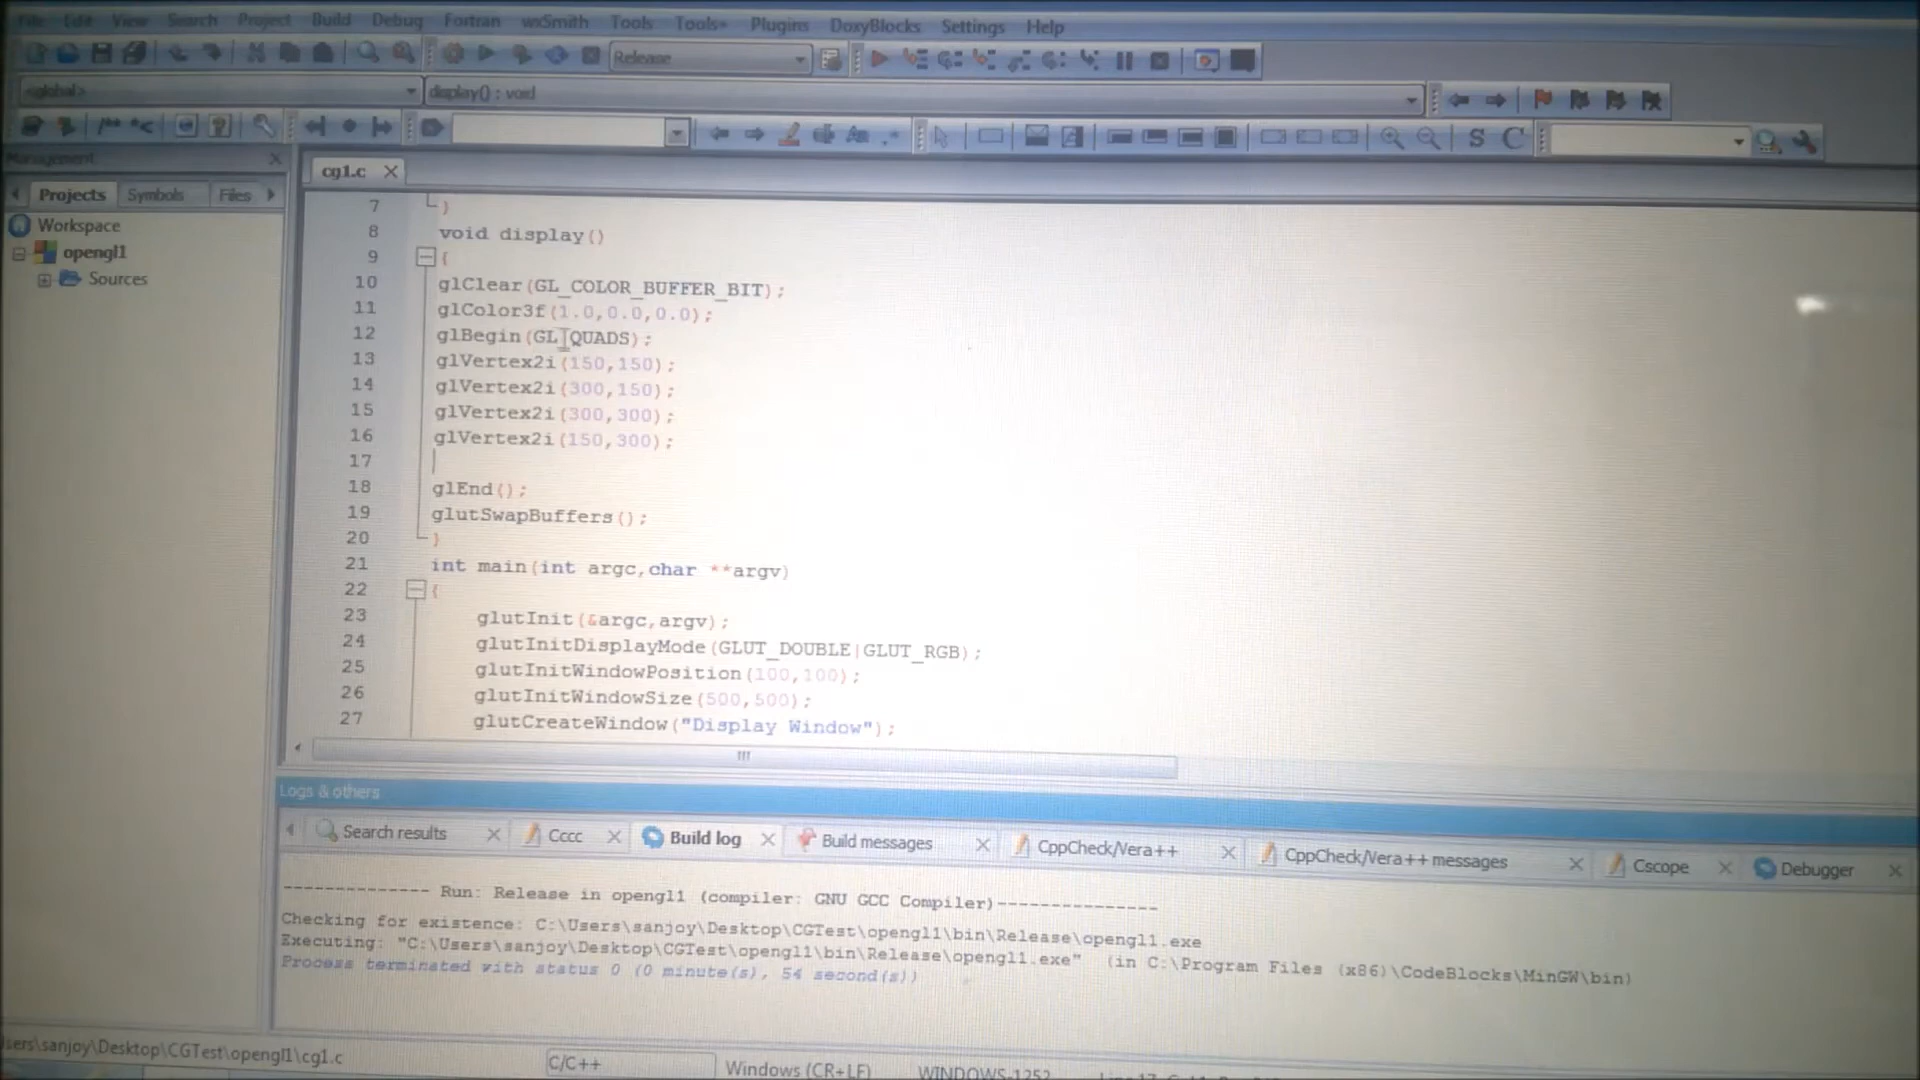 File Edit View Search Project Build Debug Fortran wxSmith Tools Tools+ Plugins DoxyBlocks Settings Help
Release
<global>
display() : void
S C
Management
cg1.c
Projects Symbols Files
Workspace
opengl1
Sources
7 }
8 void display()
9 {
10 glClear(GL_COLOR_BUFFER_BIT);
11 glColor3f(1.0,0.0,0.0);
12 glBegin(GL_QUADS);
13 glVertex2i(150,150);
14 glVertex2i(300,150);
15 glVertex2i(300,300);
16 glVertex2i(150,300);
17
18 glEnd();
19 glutSwapBuffers();
20 }
21 int main(int argc,char **argv)
22 {
23 glutInit(&argc,argv);
24 glutInitDisplayMode(GLUT_DOUBLE|GLUT_RGB);
25 glutInitWindowPosition(100,100);
26 glutInitWindowSize(500,500);
27 glutCreateWindow("Display Window");
Logs & others
Search results Cccc Build log Build messages CppCheck/Vera++ CppCheck/Vera++ messages Cscope Debugger
-------------- Run: Release in opengl1 (compiler: GNU GCC Compiler)---------------
Checking for existence: C:\Users\sanjoy\Desktop\CGTest\opengl1\bin\Release\opengl1.exe
Executing: "C:\Users\sanjoy\Desktop\CGTest\opengl1\bin\Release\opengl1.exe" (in C:\Program Files (x86)\CodeBlocks\MinGW\bin)
Process terminated with status 0 (0 minute(s), 54 second(s))
sers\sanjoy\Desktop\CGTest\opengl1\cg1.c
C/C++
Windows (CR+LF)
WINDOWS-1252